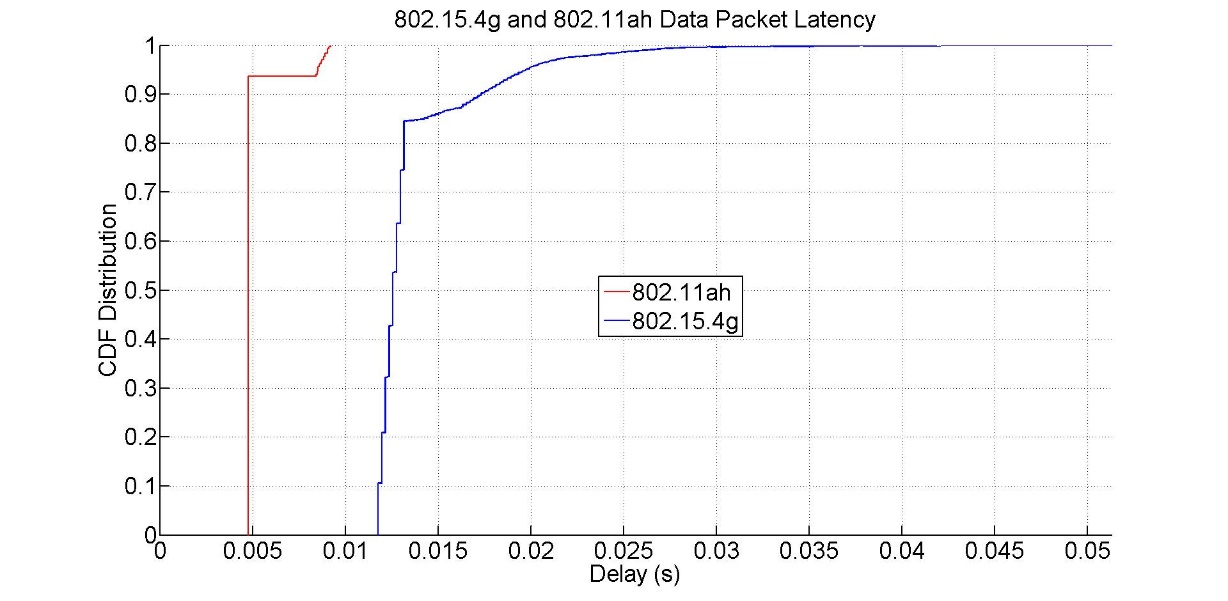 802.15.4g and 802.11ah Data Packet Latency
1
0.9
0.8
0.7
0.6
0.5
0.4
0.3
0.2
0.1
0
CDF Distribution
802.11ah
802.15.4g
0 0.005 0.01 0.015 0.02 0.025 0.03 0.035 0.04 0.045 0.05
Delay (s)